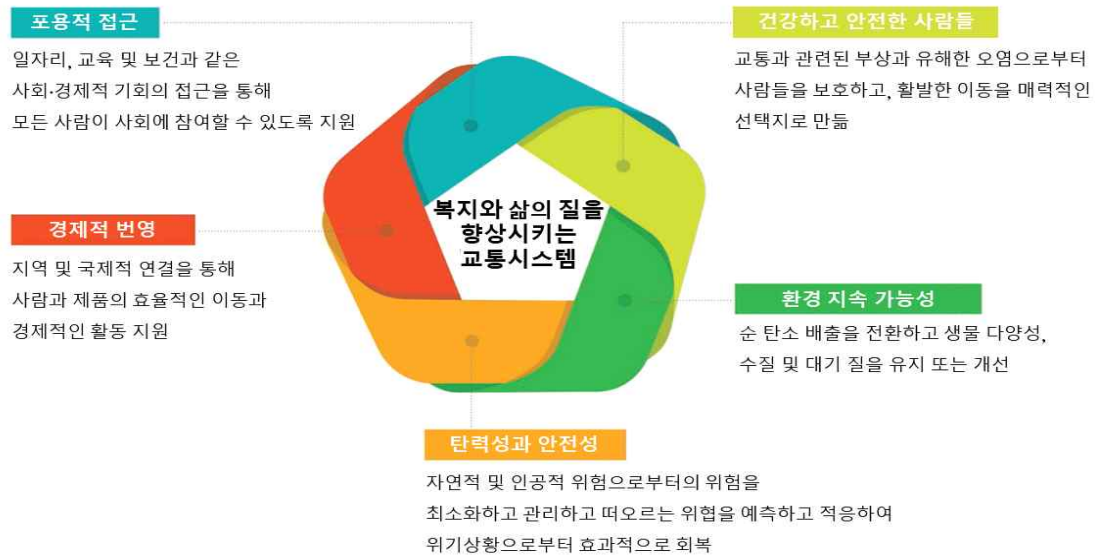 포용적 접근
일자리, 교육 및 보건과 같은
사회·경제적 기회의 접근을 통해
모든 사람이 사회에 참여할 수 있도록 지원
건강하고 안전한 사람들
교통과 관련된 부상과 유해한 오염으로부터
사람들을 보호하고, 활발한 이동을 매력적인
선택지로 만듦
복지와 삶의 질을
향상시키는
교통시스템
경제적 번영
지역 및 국제적 연결을 통해
사람과 제품의 효율적인 이동과
경제적인 활동 지원
환경 지속 가능성
순 탄소 배출을 전환하고 생물 다양성,
수질 및 대기 질을 유지 또는 개선
탄력성과 안전성
자연적 및 인공적 위험으로부터의 위험을
최소화하고 관리하고 떠오르는 위협을 예측하고 적응하여
위기상황으로부터 효과적으로 회복